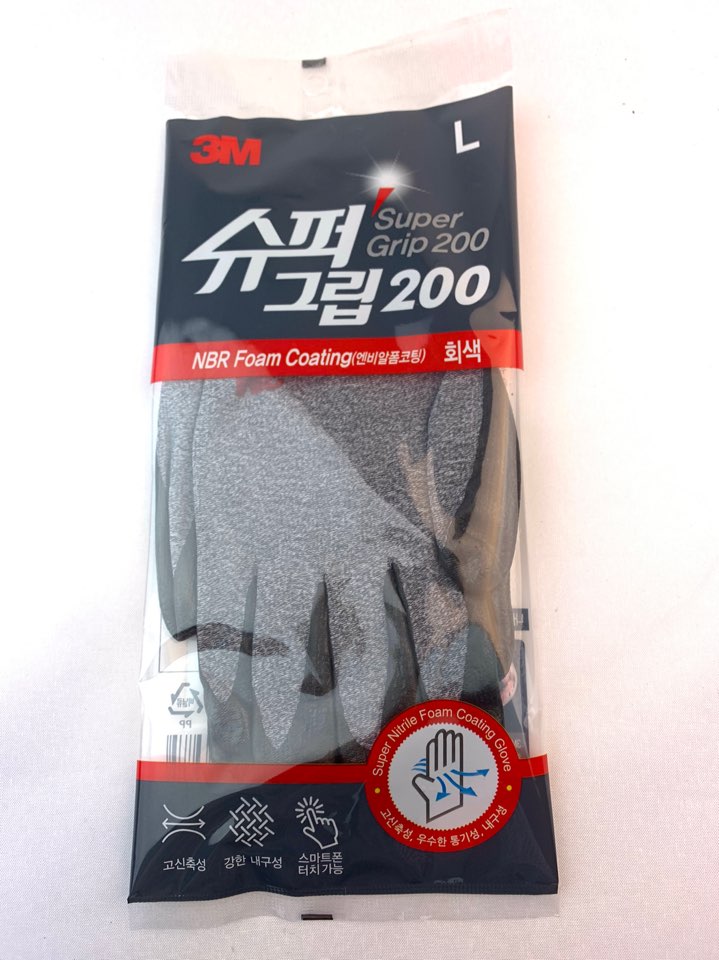 3M
L
Super
Grip 200
슈퍼
그립 200
NBR Foam Coating(엔비알폼코팅) 회색
PP
Super Nitrile Foam Coating Glove
고신축성, 우수한 통기성, 내구성
고신축성
강한 내구성
스마트폰
터치가능